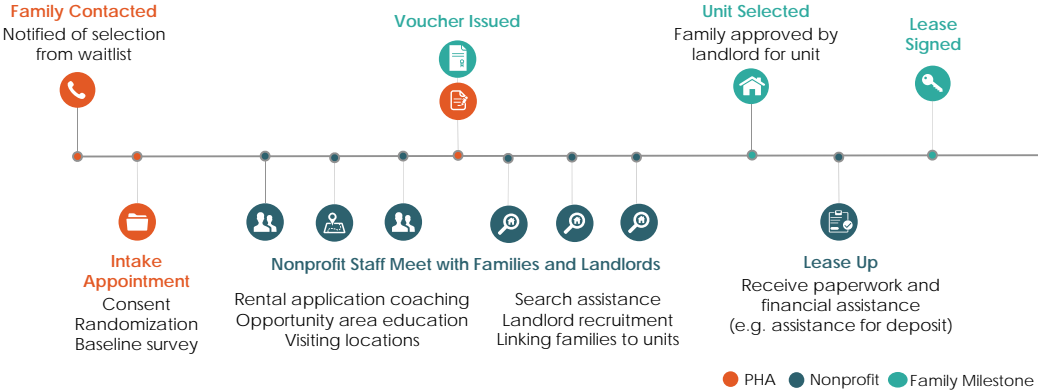 Family Contacted
Notified of selection
from waitlist
Voucher Issued
Unit Selected
Family approved by
landlord for unit
Lease
Signed
Intake
Appointment
Consent
Randomization
Baseline survey
Nonprofit Staff Meet with Families and Landlords
Rental application coaching
Opportunity area education
Visiting locations
Search assistance
Landlord recruitment
Linking families to units
Lease Up
Receive paperwork and
financial assistance
(e.g. assistance for deposit)
PHA
Nonprofit
Family Milestone